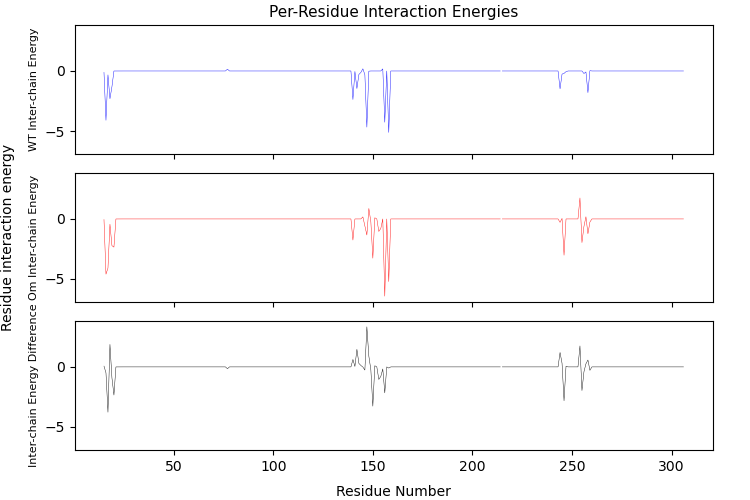 Per-Residue Interaction Energies
Residue interaction energy
WT Inter-chain Energy
0
−5
Om Inter-chain Energy
0
−5
Inter-chain Energy Difference
0
−5
50
100
150
200
250
300
Residue Number